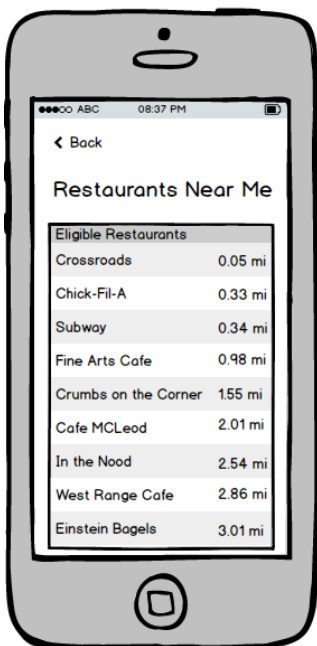 ABC 08:37 PM
Back
Restaurants Near Me
Eligible Restaurants
Crossroads 0.05 mi
Chick-Fil-A 0.33 mi
Subway 0.34 mi
Fine Arts Cafe 0.98 mi
Crumbs on the Corner 1.55 mi
Cafe MCLeod 2.01 mi
In the Nood 2.54 mi
West Range Cafe 2.86 mi
Einstein Bagels 3.01 mi